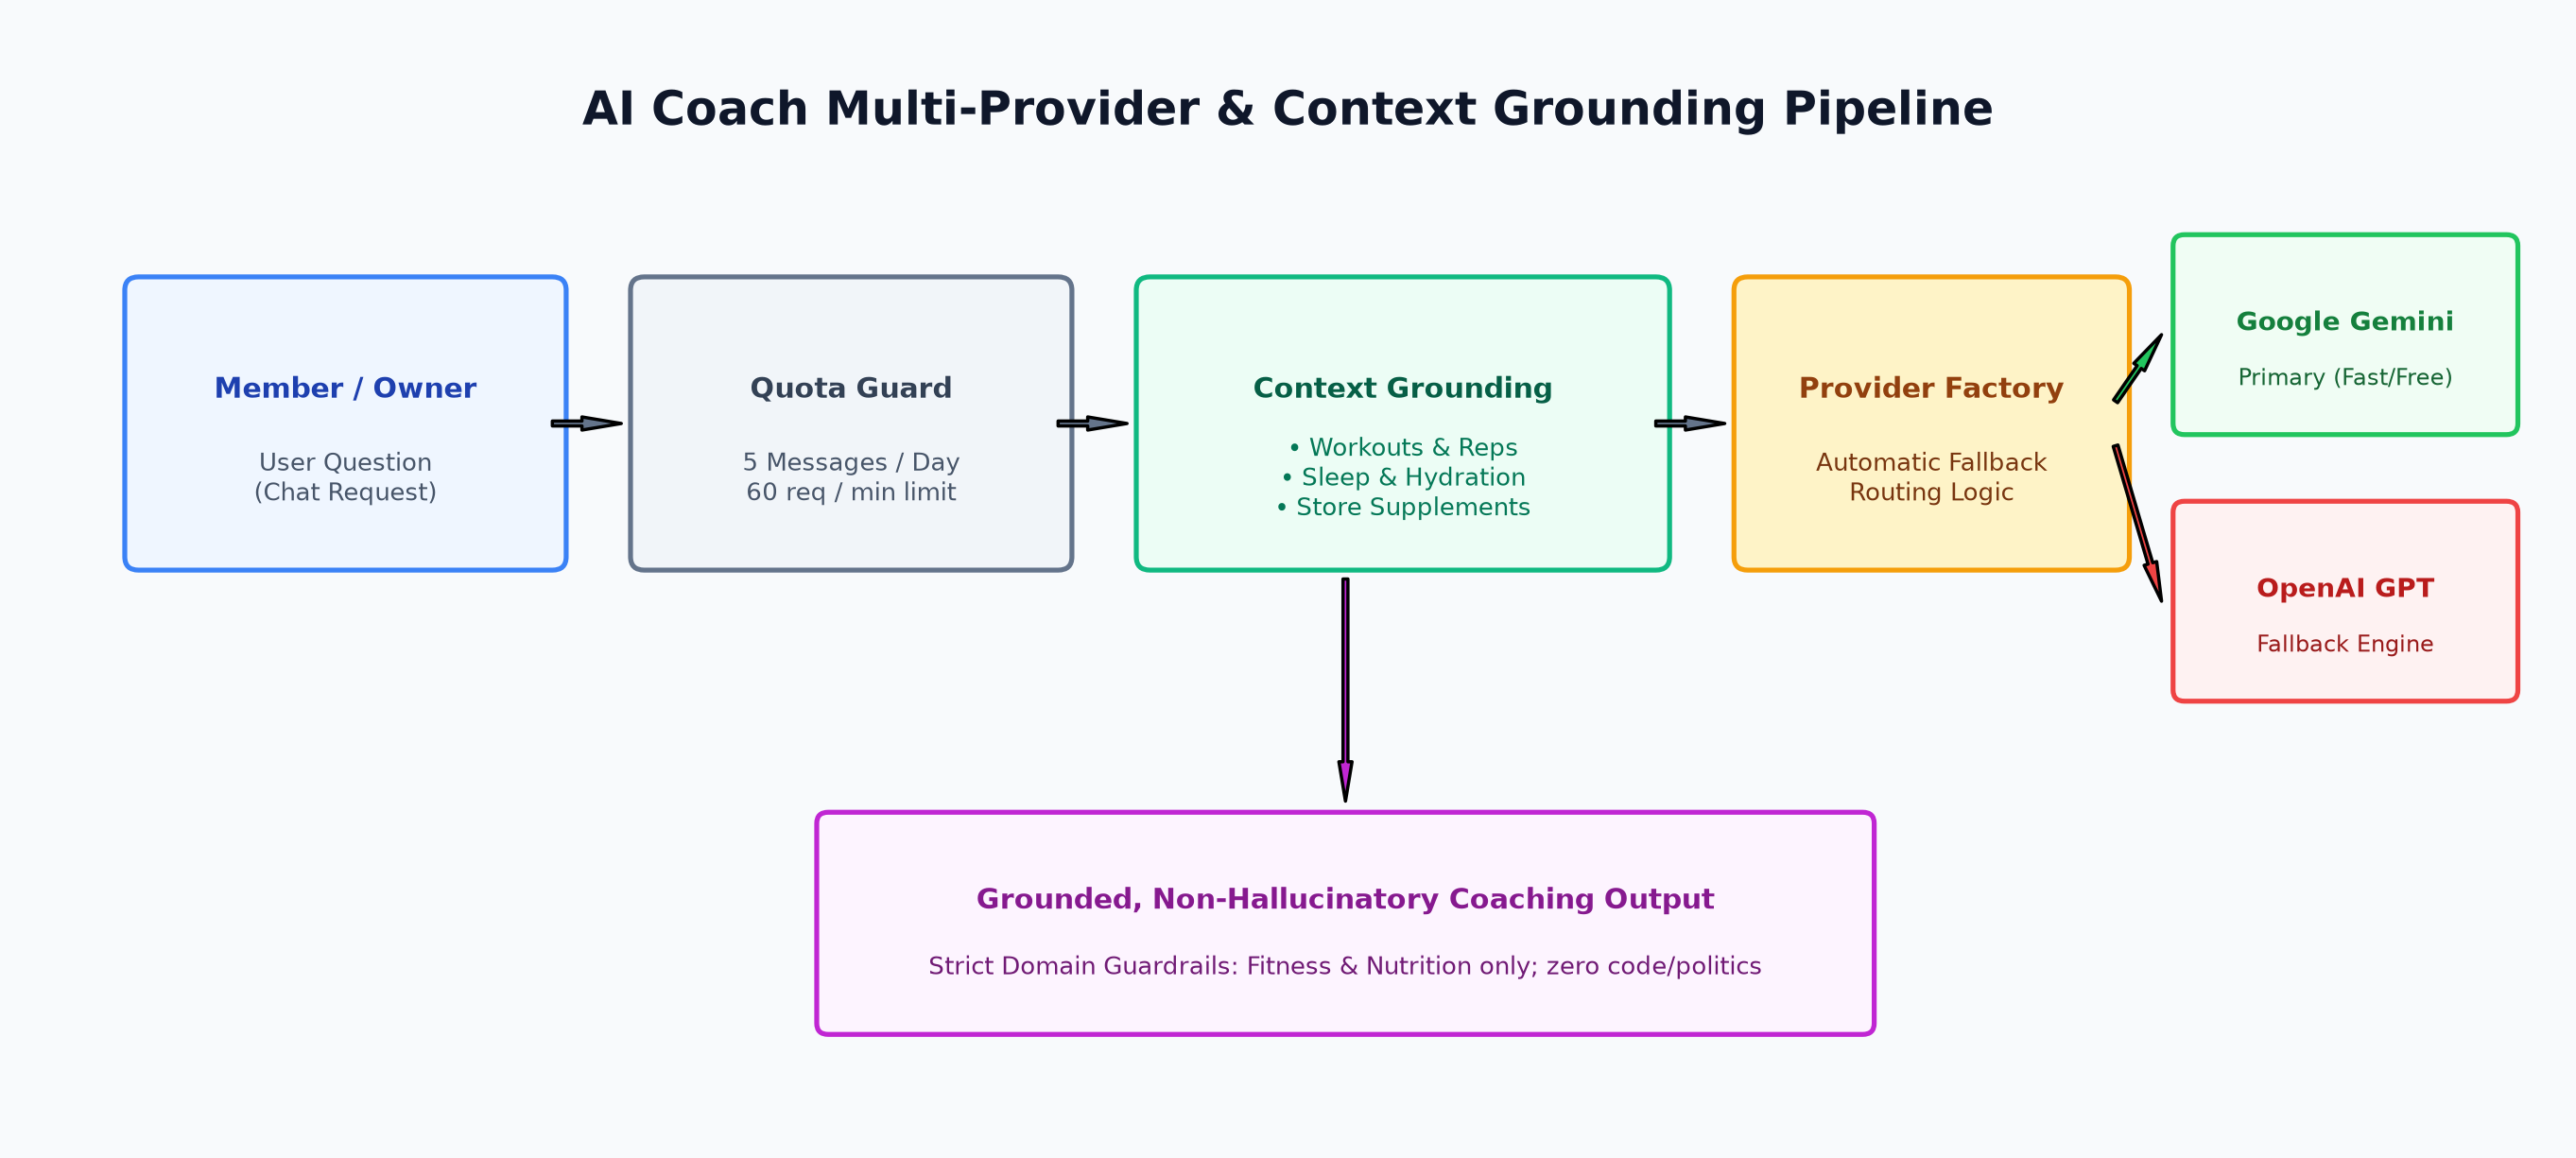 AI Coach Multi-Provider & Context Grounding Pipeline
Member / Owner
User Question
(Chat Request)
Quota Guard
5 Messages / Day
60 req / min limit
Context Grounding
• Workouts & Reps
• Sleep & Hydration
• Store Supplements
Provider Factory
Automatic Fallback
Routing Logic
Google Gemini
Primary (Fast/Free)
OpenAI GPT
Fallback Engine
Grounded, Non-Hallucinatory Coaching Output
Strict Domain Guardrails: Fitness & Nutrition only; zero code/politics